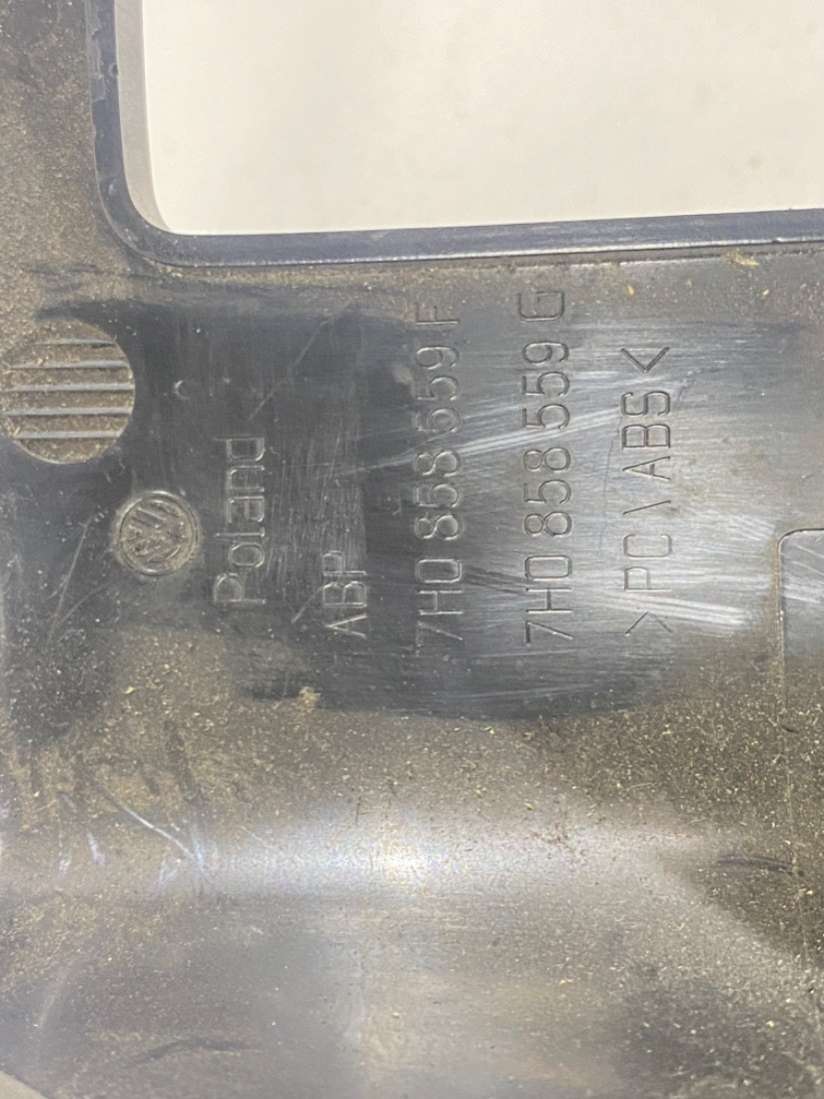 Poland
ABP
7H0 858 559 F
7H0 858 559 G
>PC\ABS<